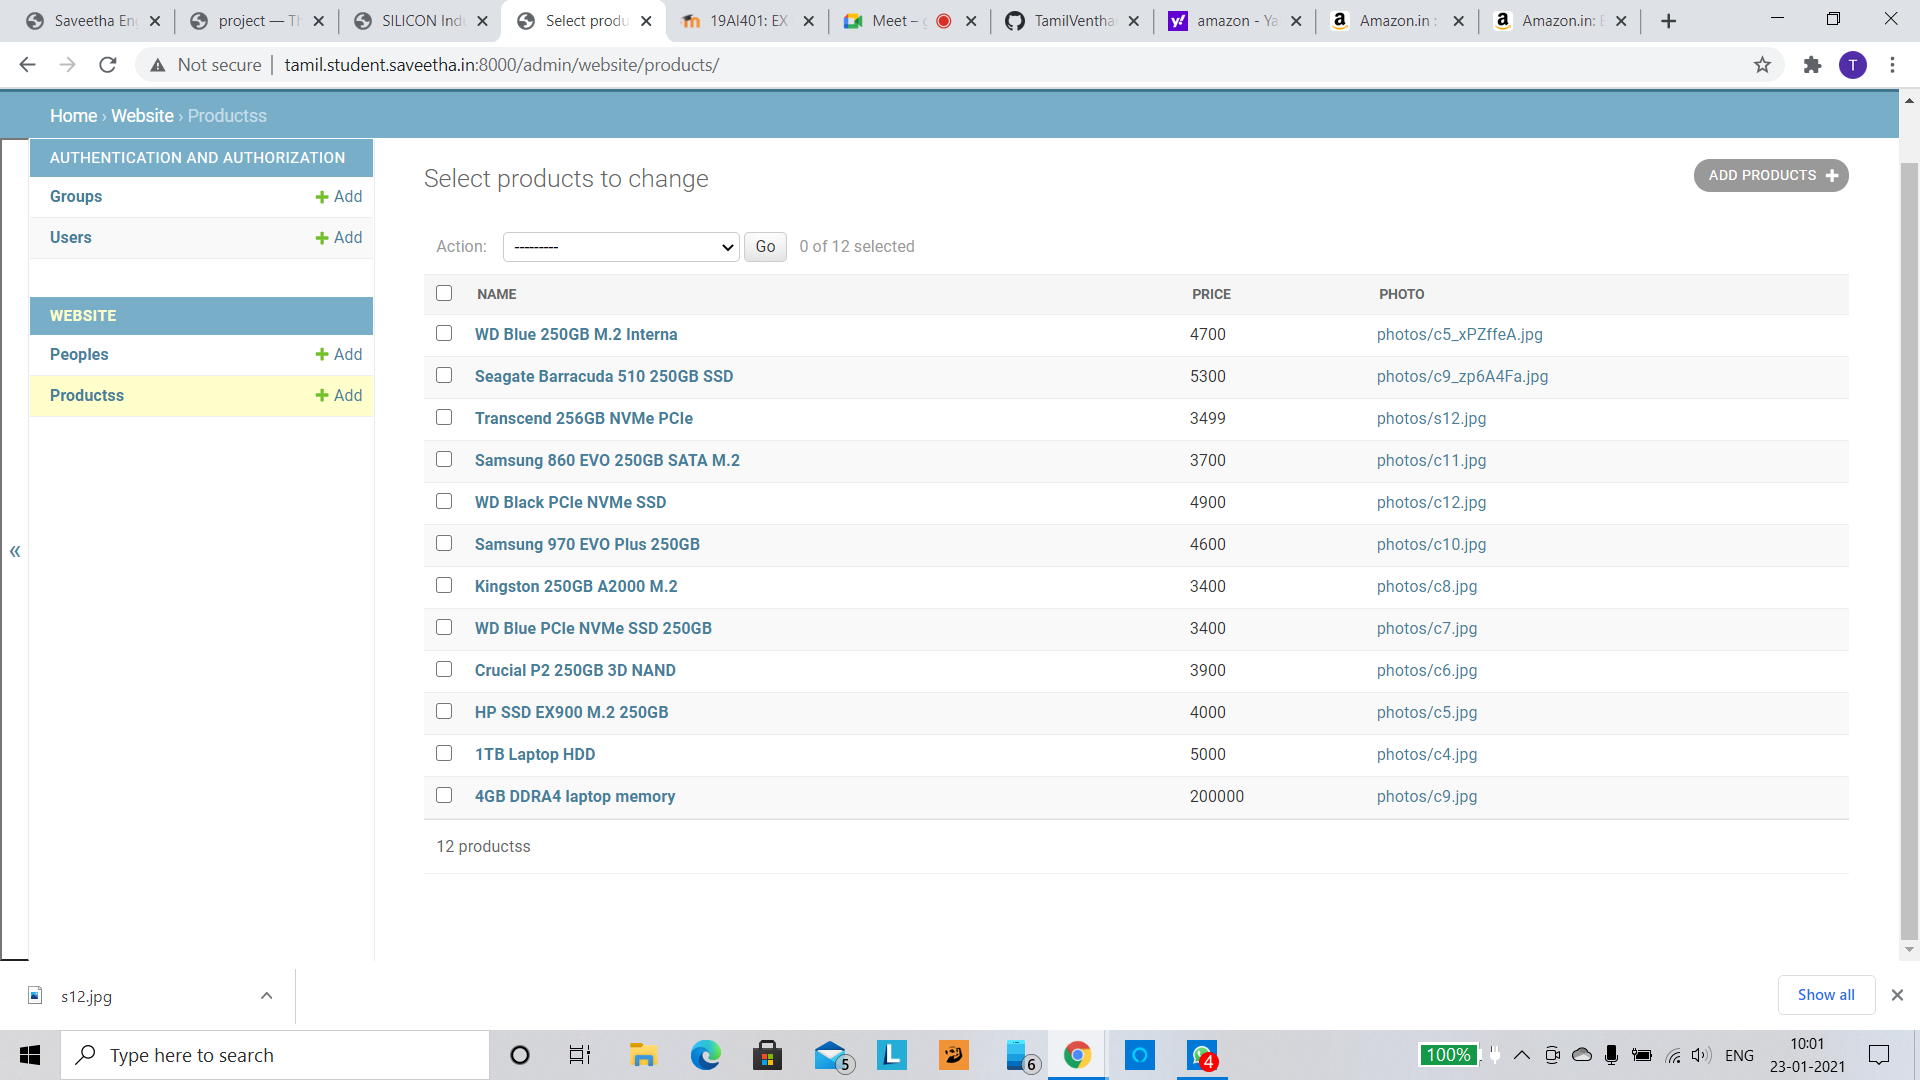 Saveetha En
project — Th
SILICON Ind
Select produ
19AI401: EX
Meet –
TamilVentha
amazon - Ya
Amazon.in :
Amazon.in:
Not secure
tamil.student.saveetha.in:8000/admin/website/products/
T
Home › Website › Productss
AUTHENTICATION AND AUTHORIZATION
Groups Add
Users Add
WEBSITE
Peoples Add
Productss Add
«
Select products to change
ADD PRODUCTS
Action: --------- Go 0 of 12 selected
NAME PRICE PHOTO
WD Blue 250GB M.2 Interna 4700 photos/c5_xPZffeA.jpg
Seagate Barracuda 510 250GB SSD 5300 photos/c9_zp6A4Fa.jpg
Transcend 256GB NVMe PCIe 3499 photos/s12.jpg
Samsung 860 EVO 250GB SATA M.2 3700 photos/c11.jpg
WD Black PCIe NVMe SSD 4900 photos/c12.jpg
Samsung 970 EVO Plus 250GB 4600 photos/c10.jpg
Kingston 250GB A2000 M.2 3400 photos/c8.jpg
WD Blue PCIe NVMe SSD 250GB 3400 photos/c7.jpg
Crucial P2 250GB 3D NAND 3900 photos/c6.jpg
HP SSD EX900 M.2 250GB 4000 photos/c5.jpg
1TB Laptop HDD 5000 photos/c4.jpg
4GB DDRA4 laptop memory 200000 photos/c9.jpg
12 productss
s12.jpg
Show all
Type here to search
5
L
6
4
100%
ENG
10:01
23-01-2021